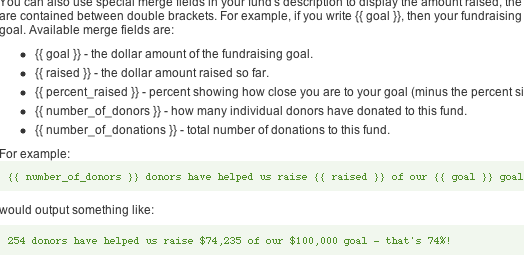 You can also use special merge fields in your fund's description to display the amount raised, the
are contained between double brackets. For example, if you write {{ goal }}, then your fundraising
goal. Available merge fields are:
• {{ goal }} - the dollar amount of the fundraising goal.
• {{ raised }} - the dollar amount raised so far.
• {{ percent_raised }} - percent showing how close you are to your goal (minus the percent si
• {{ number_of_donors }} - how many individual donors have donated to this fund.
• {{ number_of_donations }} - total number of donations to this fund.
For example:
{{ number_of_donors }} donors have helped us raise {{ raised }} of our {{ goal }} goal
would output something like:
254 donors have helped us raise $74,235 of our $100,000 goal - that's 74%!